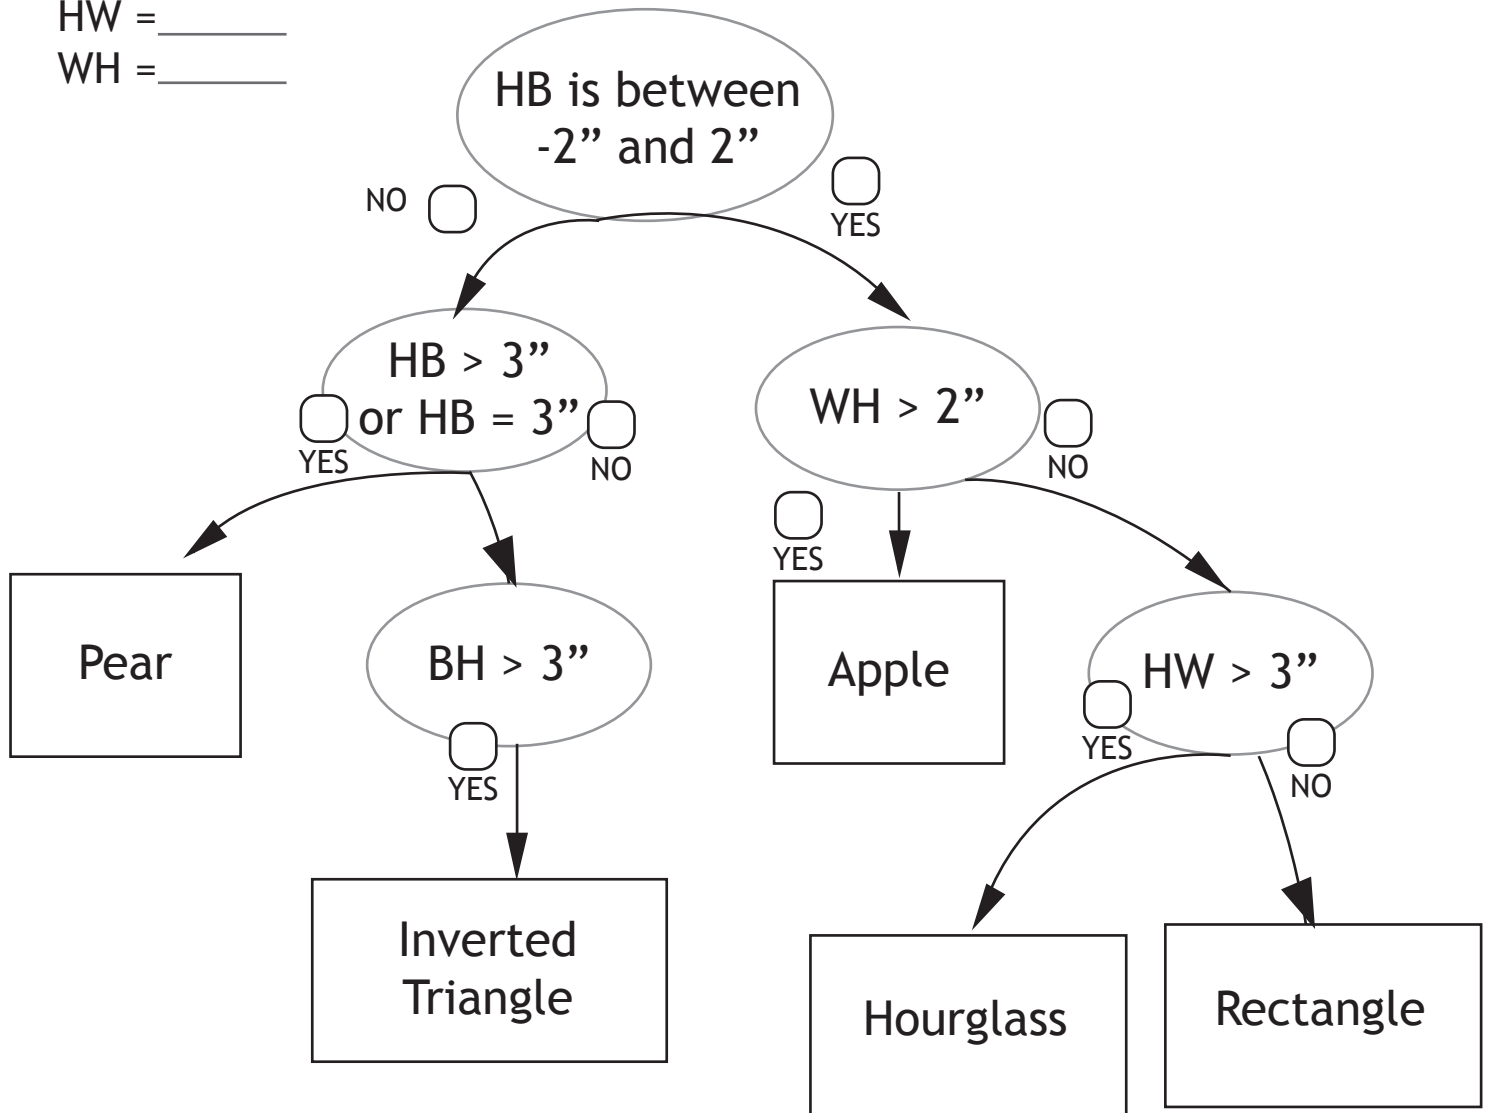 HW =
WH =
HB is between
-2” and 2”
NO
YES
HB > 3”
or HB = 3”
YES
NO
WH > 2”
NO
YES
Pear
BH > 3”
YES
Apple
HW > 3”
YES
NO
Inverted
Triangle
Hourglass
Rectangle